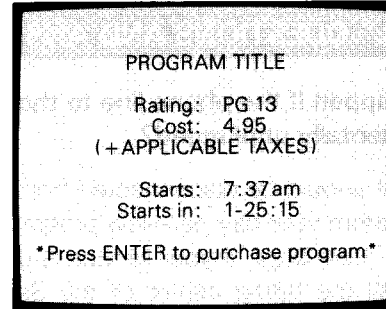 PROGRAM TITLE
Rating: PG 13
Cost: 4.95
(+APPLICABLE TAXES)
Starts: 7:37am
Starts in: 1-25:15
*Press ENTER to purchase program*